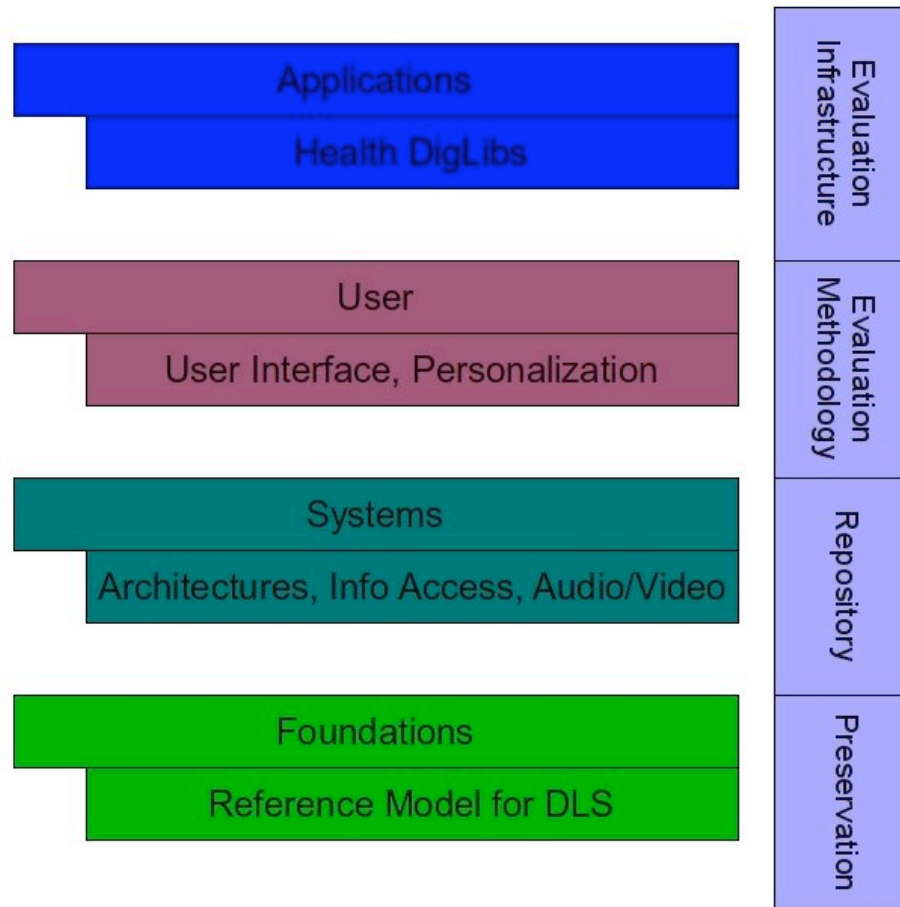 Applications
Health DigLibs
User
User Interface, Personalization
Systems
Architectures, Info Access, Audio/Video
Foundations
Reference Model for DLS
Evaluation
Infrastructure
Evaluation
Methodology
Repository
Preservation